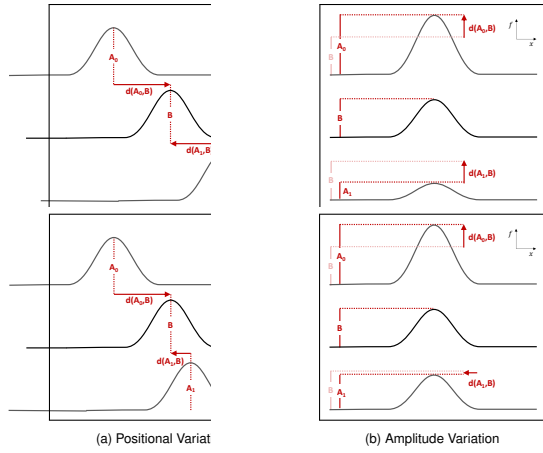 A₀
d(A₀,B)
B
d(A₁,B
A₀
B
d(A₀,B)
f
x
B
B
A₁
d(A₁,B)
A₀
d(A₀,B)
B
d(A₁,B)
A₁
A₀
B
d(A₀,B)
f
x
B
B
A₁
d(A₁,B)
(a) Positional Variat
(b) Amplitude Variation